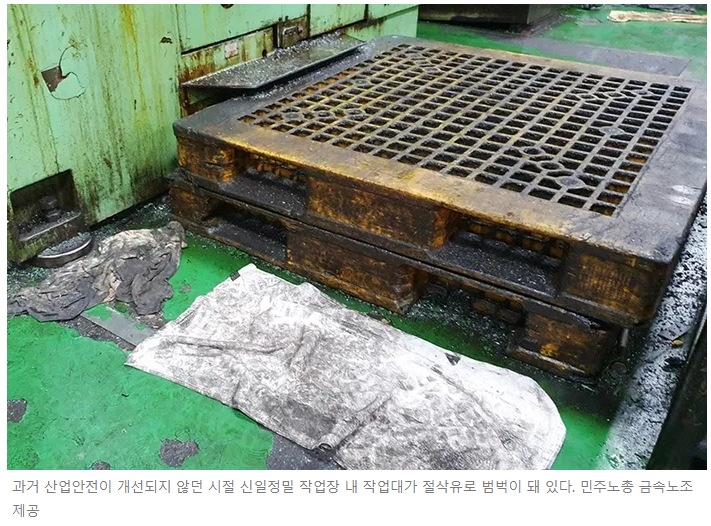 과거 산업안전이 개선되지 않던 시절 신일정밀 작업장 내 작업대가 절삭유로 범벅이 돼 있다. 민주노총 금속노조
제공